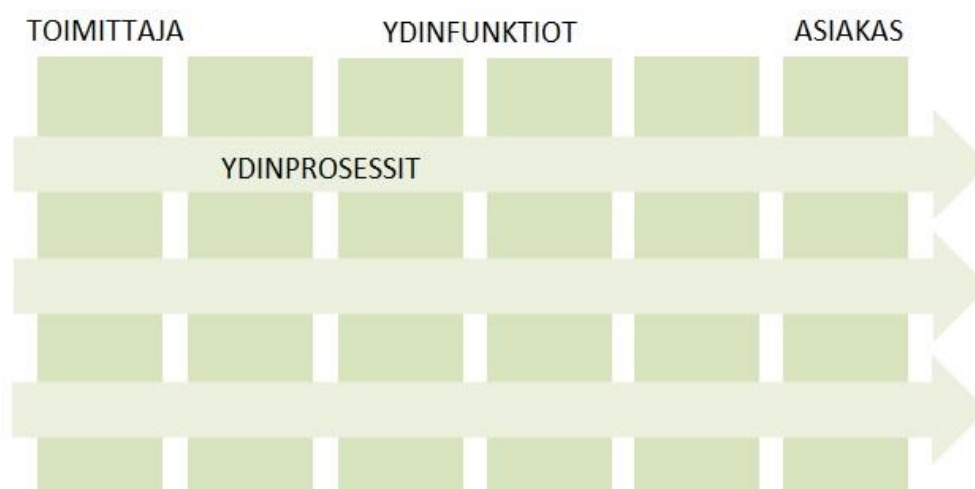 TOIMITTAJA
YDINFUNKTIOT
ASIAKAS
YDINPROSESSIT